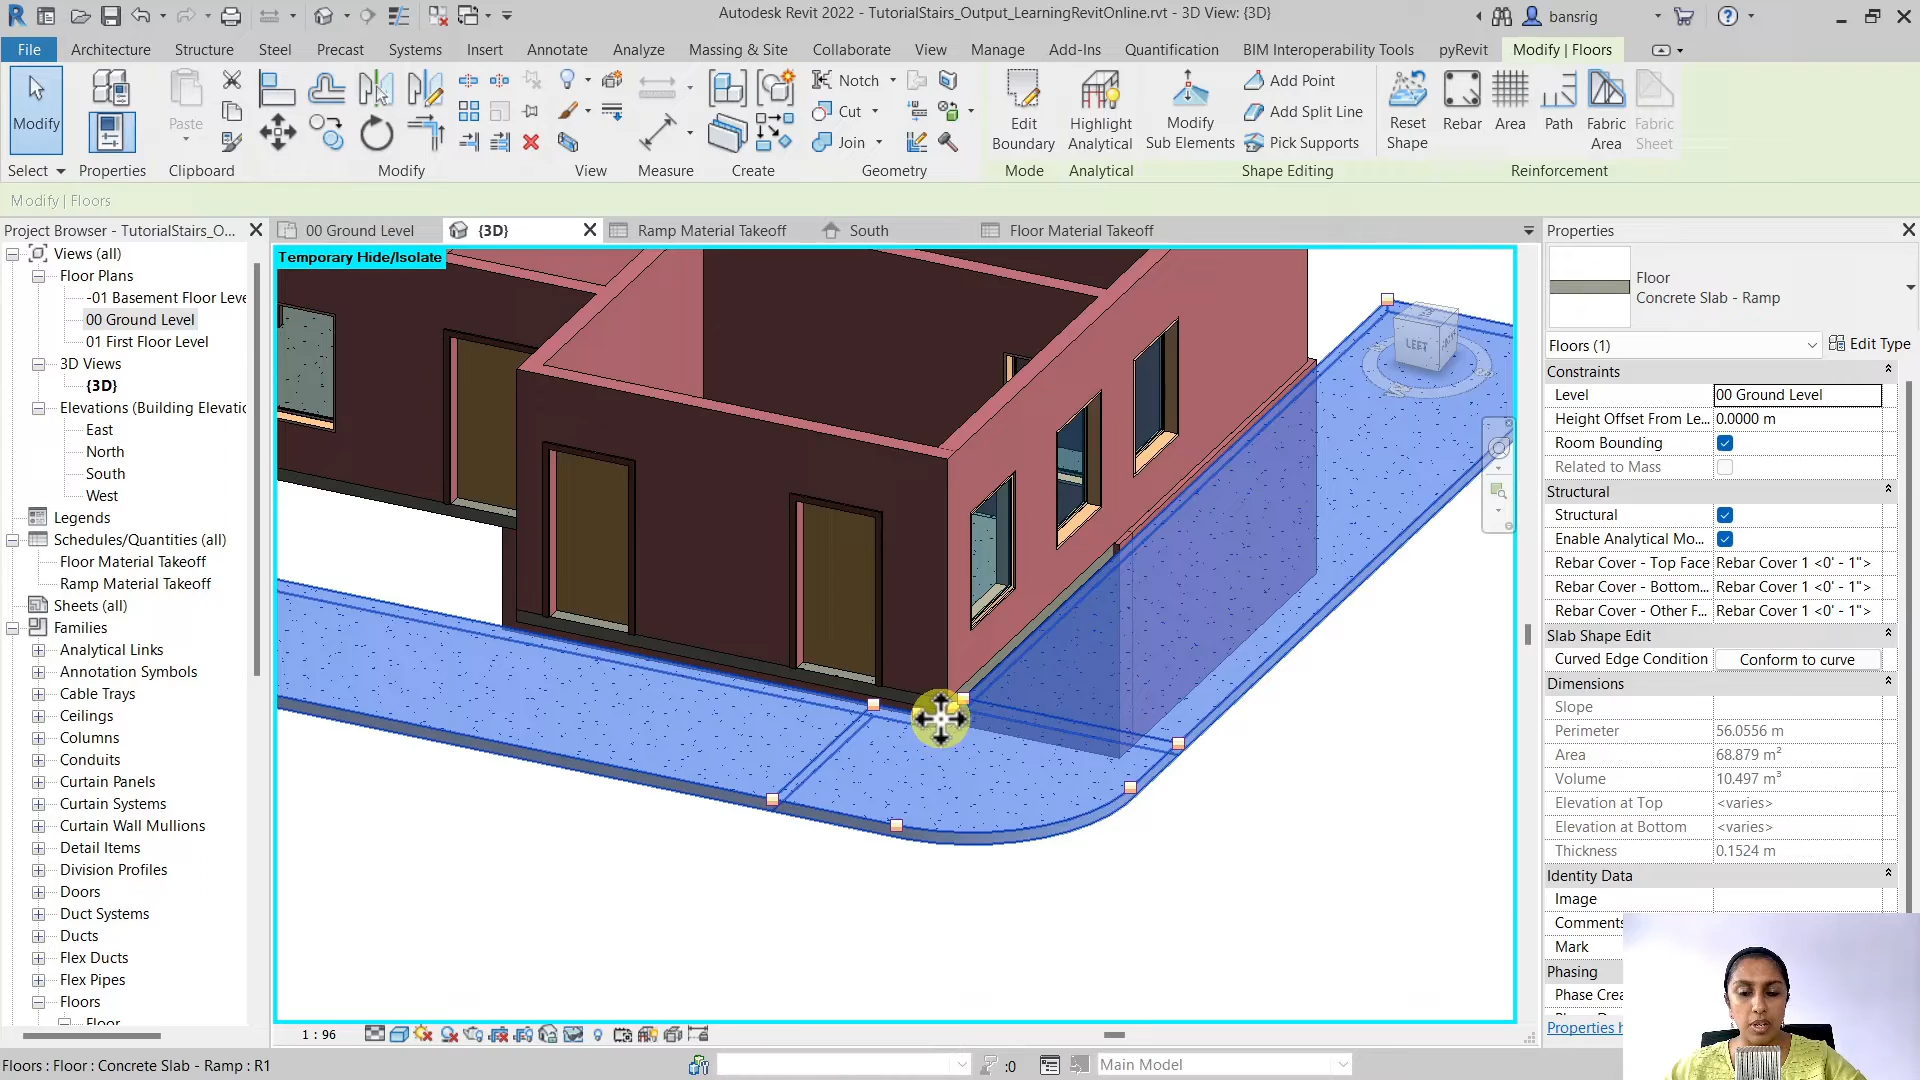 Autodesk Revit 2022 - TutorialStairs_Output_LearningRevitOnline.rvt - 3D View: {3D}
bansrig
File Architecture Structure Steel Precast Systems Insert Annotate Analyze Massing & Site Collaborate View Manage Add-Ins Quantification BIM Interoperability Tools pyRevit Modify | Floors
Modify
Paste
Notch
Cut
Join
Edit Boundary
Highlight Analytical
Modify Sub Elements
Add Point
Add Split Line
Pick Supports
Reset Shape
Rebar
Area
Path
Fabric Area
Fabric Sheet
Select Properties Clipboard Modify View Measure Create Geometry Mode Analytical Shape Editing Reinforcement
Modify | Floors
Project Browser - TutorialStairs_O...
00 Ground Level
{3D}
Ramp Material Takeoff
South
Floor Material Takeoff
Properties
Temporary Hide/Isolate
LEFT
Views (all)
Floor Plans
-01 Basement Floor Leve
00 Ground Level
01 First Floor Level
3D Views
{3D}
Elevations (Building Elevatio
East
North
South
West
Legends
Schedules/Quantities (all)
Floor Material Takeoff
Ramp Material Takeoff
Sheets (all)
Families
Analytical Links
Annotation Symbols
Cable Trays
Ceilings
Columns
Conduits
Curtain Panels
Curtain Systems
Curtain Wall Mullions
Detail Items
Division Profiles
Doors
Duct Systems
Ducts
Flex Ducts
Flex Pipes
Floors
Floor
Floor
Concrete Slab - Ramp
Floors (1)
Edit Type
Constraints
Level 00 Ground Level
Height Offset From Le... 0.0000 m
Room Bounding
Related to Mass
Structural
Structural
Enable Analytical Mo...
Rebar Cover - Top Face Rebar Cover 1 <0' - 1">
Rebar Cover - Bottom... Rebar Cover 1 <0' - 1">
Rebar Cover - Other F... Rebar Cover 1 <0' - 1">
Slab Shape Edit
Curved Edge Condition Conform to curve
Dimensions
Slope
Perimeter 56.0556 m
Area 68.879 m²
Volume 10.497 m³
Elevation at Top <varies>
Elevation at Bottom <varies>
Thickness 0.1524 m
Identity Data
Image
Comments
Mark
Phasing
Phase Crea
Properties h
1 : 96
Floors : Floor : Concrete Slab - Ramp : R1
:0
Main Model